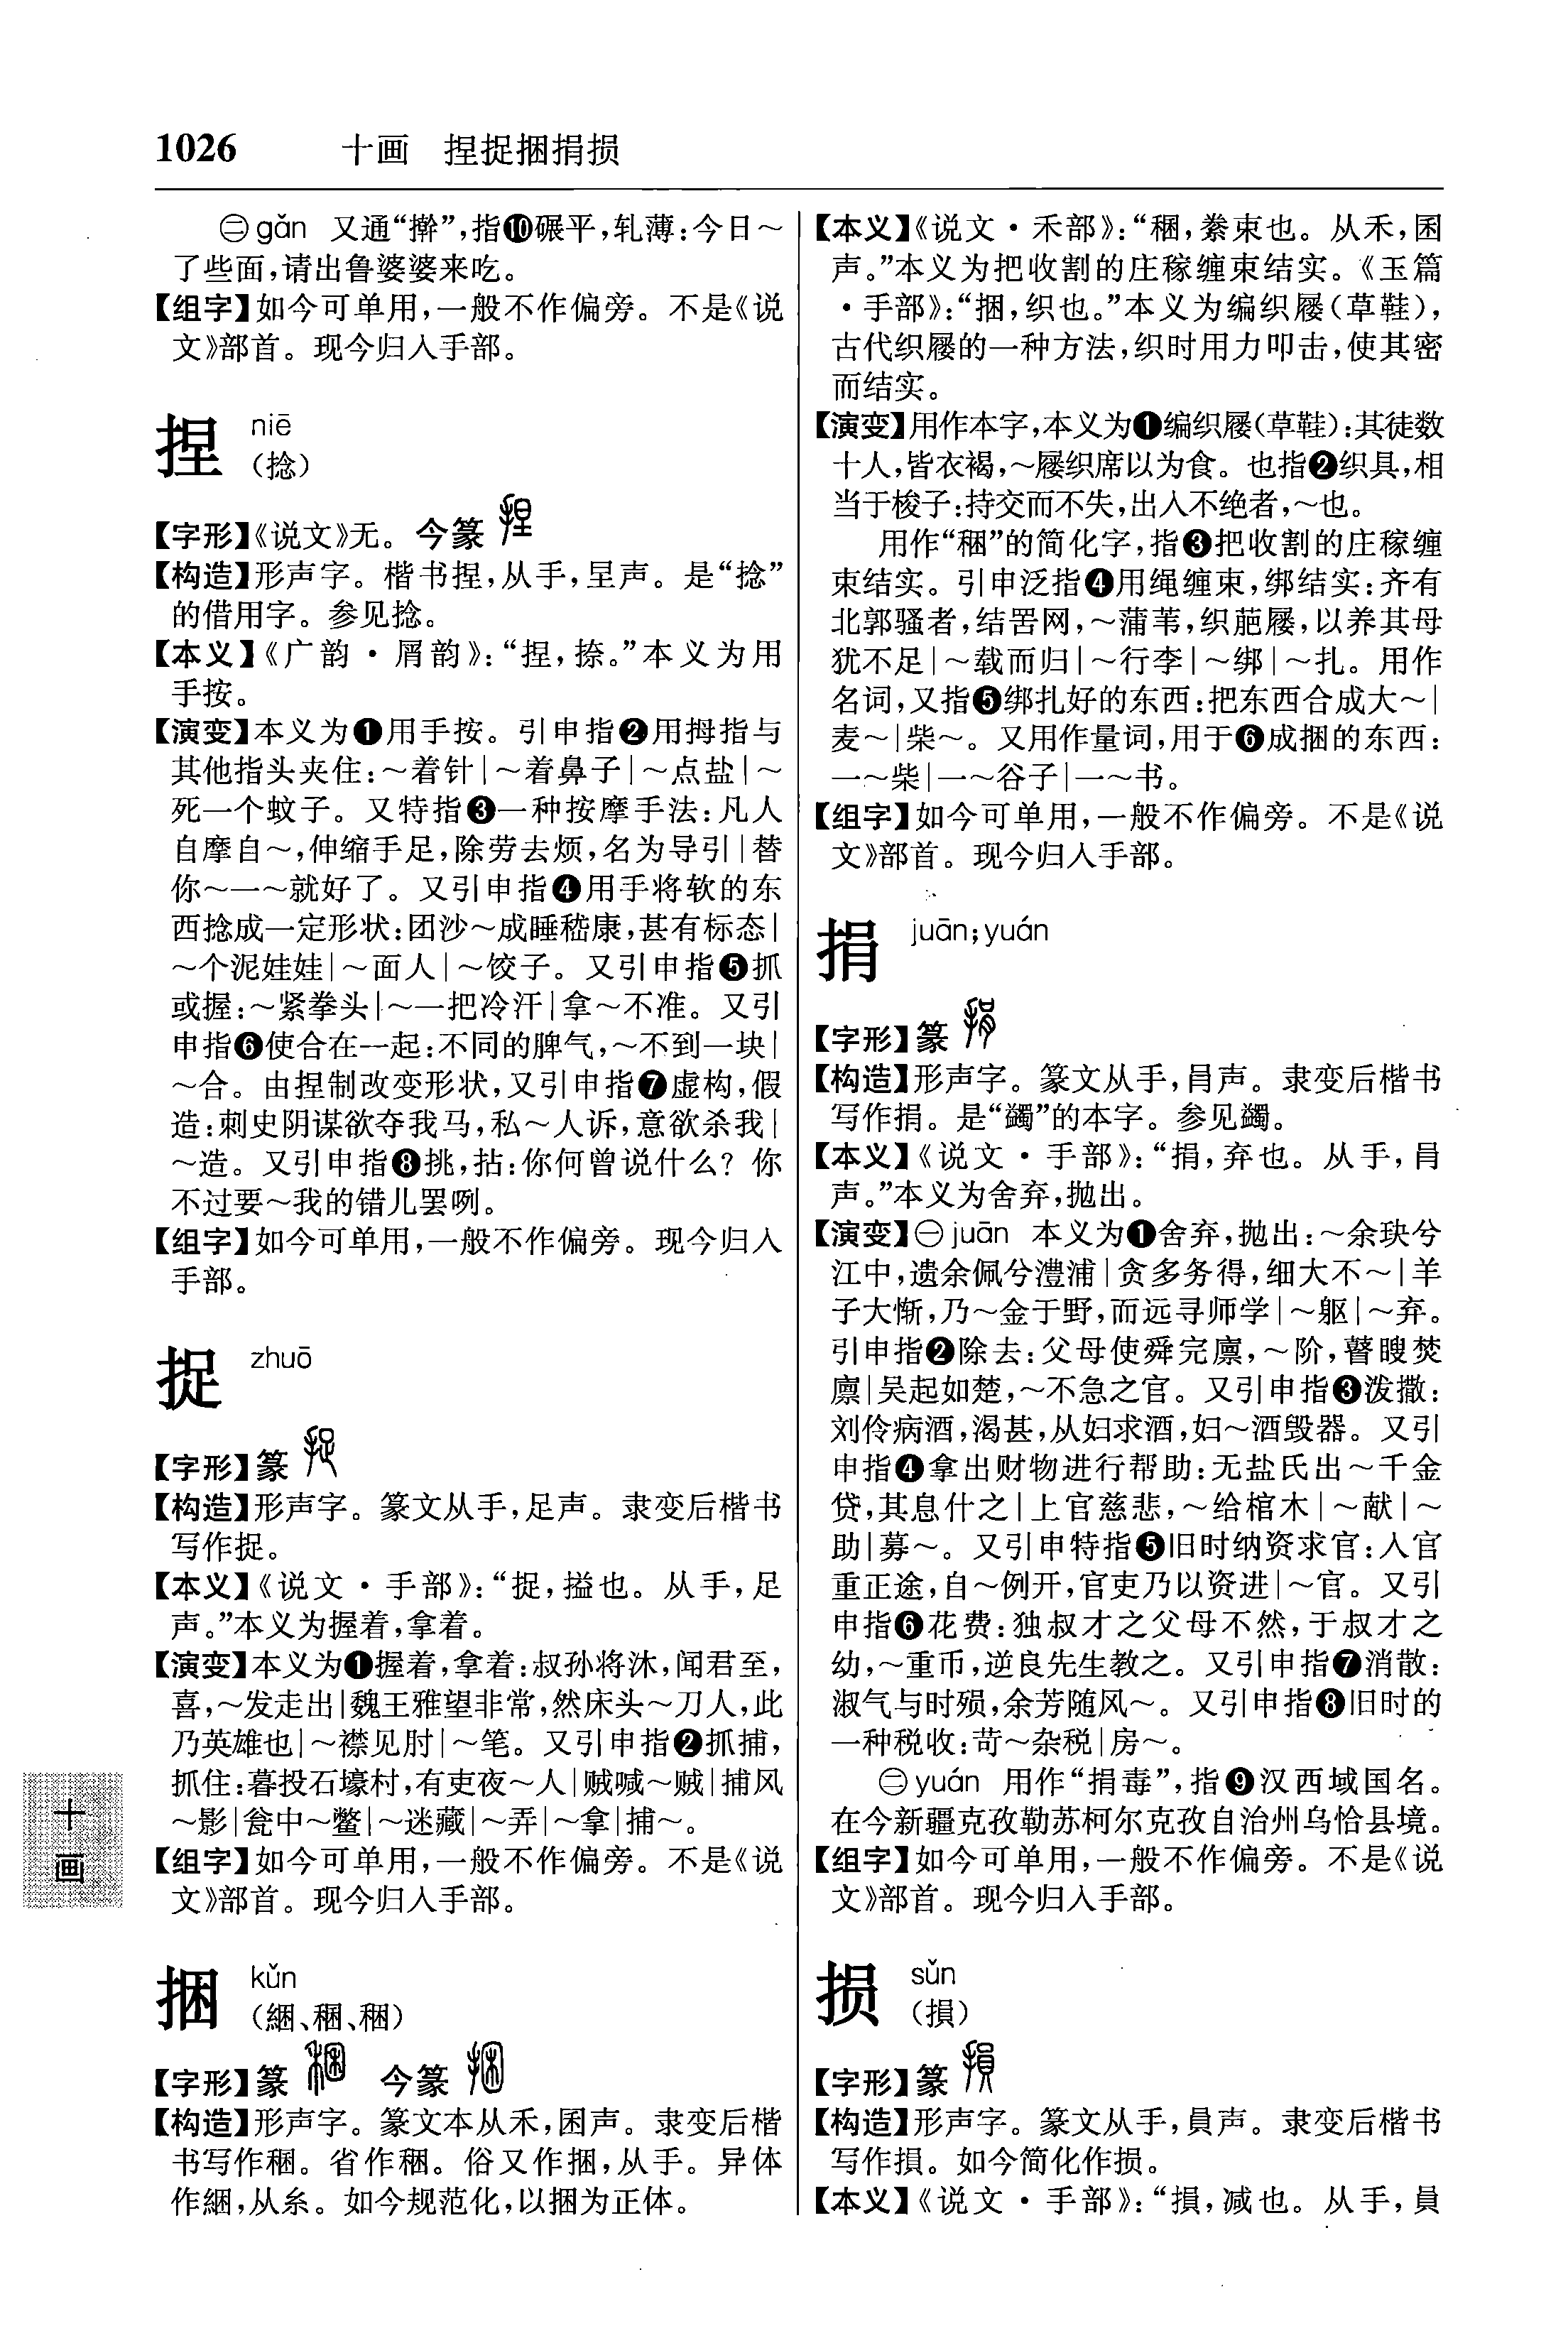 1026 十画 捏捉捆捐损
㊁gǎn 又通“擀”,指❿碾平,轧薄:今日～
了些面,请出鲁婆婆来吃。
【组字】如今可单用,一般不作偏旁。不是《说
文》部首。现今归入手部。
捏 niē
(捻)
【字形】《说文》无。今篆
【构造】形声字。楷书捏,从手,圼声。是“捻”
的借用字。参见捻。
【本义】《广韵·屑韵》:“捏,捺。”本义为用
手按。
【演变】本义为❶用手按。引申指❷用拇指与
其他指头夹住:～着针|～着鼻子|～点盐|～
死一个蚊子。又特指❸一种按摩手法:凡人
自摩自～,伸缩手足,除劳去烦,名为导引|替
你～一～就好了。又引申指❹用手将软的东
西捻成一定形状:团沙～成睡嵇康,甚有标态|
～个泥娃娃|～面人|～饺子。又引申指❺抓
或握:～紧拳头|～一把冷汗|拿～不准。又引
申指❻使合在一起:不同的脾气,～不到一块|
～合。由捏制改变形状,又引申指❼虚构,假
造:刺史阴谋欲夺我马,私～人诉,意欲杀我|
～造。又引申指❽挑,拈:你何曾说什么？你
不过要～我的错儿罢咧。
【组字】如今可单用,一般不作偏旁。现今归入
手部。
捉 zhuō
【字形】篆
【构造】形声字。篆文从手,足声。隶变后楷书
写作捉。
【本义】《说文·手部》:“捉,搤也。从手,足
声。”本义为握着,拿着。
【演变】本义为❶握着,拿着:叔孙将沐,闻君至,
喜,～发走出|魏王雅望非常,然床头～刀人,此
乃英雄也|～襟见肘|～笔。又引申指❷抓捕,
抓住:暮投石壕村,有吏夜～人|贼喊～贼|捕风
～影|瓮中～鳖|～迷藏|～弄|～拿|捕～。
【组字】如今可单用,一般不作偏旁。不是《说
文》部首。现今归入手部。
捆 kǔn
(綑、稛、稇)
【字形】篆 今篆
【构造】形声字。篆文本从禾,囷声。隶变后楷
书写作稛。省作稇。俗又作捆,从手。异体
作綑,从糸。如今规范化,以捆为正体。
【本义】《说文·禾部》:“稛,絭束也。从禾,囷
声。”本义为把收割的庄稼缠束结实。《玉篇
·手部》:“捆,织也。”本义为编织屦(草鞋),
古代织屦的一种方法,织时用力叩击,使其密
而结实。
【演变】用作本字,本义为❶编织屦(草鞋):其徒数
十人,皆衣褐,～屦织席以为食。也指❷织具,相
当于梭子:持交而不失,出入不绝者,～也。
用作“稛”的简化字,指❸把收割的庄稼缠
束结实。引申泛指❹用绳缠束,绑结实:齐有
北郭骚者,结罟网,～蒲苇,织萉屦,以养其母
犹不足|～载而归|～行李|～绑|～扎。用作
名词,又指❺绑扎好的东西:把东西合成大～|
麦～|柴～。又用作量词,用于❻成捆的东西:
一～柴|一～谷子|一～书。
【组字】如今可单用,一般不作偏旁。不是《说
文》部首。现今归入手部。
捐 juān;yuán
【字形】篆
【构造】形声字。篆文从手,肙声。隶变后楷书
写作捐。是“蠲”的本字。参见蠲。
【本义】《说文·手部》:“捐,弃也。从手,肙
声。”本义为舍弃,抛出。
【演变】㊀juān 本义为❶舍弃,抛出:～余玦兮
江中,遗余佩兮澧浦|贪多务得,细大不～|羊
子大惭,乃～金于野,而远寻师学|～躯|～弃。
引申指❷除去:父母使舜完廪,～阶,瞽瞍焚
廪|吴起如楚,～不急之官。又引申指❸泼撒:
刘伶病酒,渴甚,从妇求酒,妇～酒毁器。又引
申指❹拿出财物进行帮助:无盐氏出～千金
贷,其息什之|上官慈悲,～给棺木|～献|～
助|募～。又引申特指❺旧时纳资求官:入官
重正途,自～例开,官吏乃以资进|～官。又引
申指❻花费:独叔才之父母不然,于叔才之
幼,～重币,逆良先生教之。又引申指❼消散:
淑气与时殒,余芳随风～。又引申指❽旧时的
一种税收:苛～杂税|房～。
㊁yuán 用作“捐毒”,指❾汉西域国名。
在今新疆克孜勒苏柯尔克孜自治州乌恰县境。
【组字】如今可单用,一般不作偏旁。不是《说
文》部首。现今归入手部。
损 sǔn
(損)
【字形】篆
【构造】形声字。篆文从手,員声。隶变后楷书
写作損。如今简化作损。
【本义】《说文·手部》:“損,减也。从手,員
十画